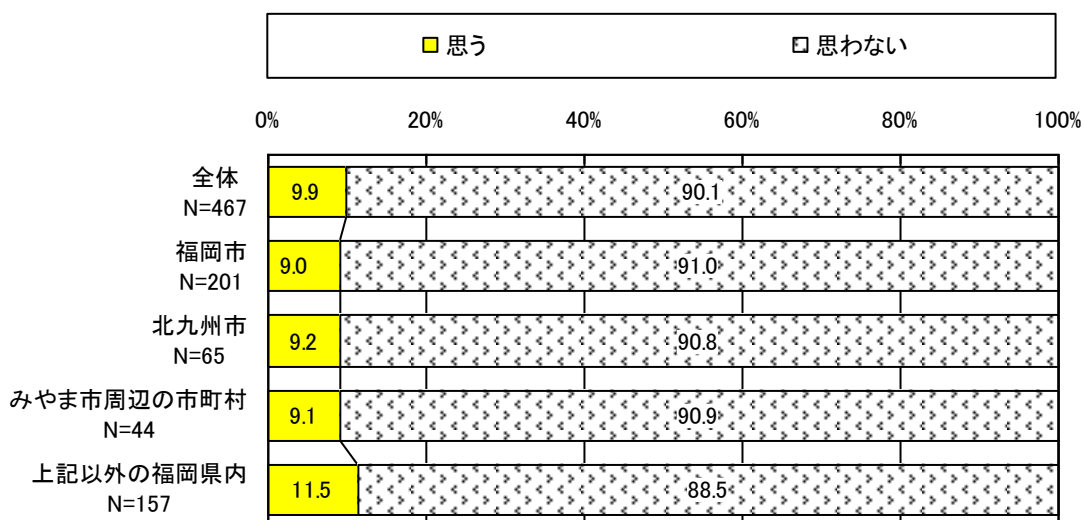 思う 思わない
0% 20% 40% 60% 80% 100%
全体
N=467
9.9 90.1
福岡市
N=201
9.0 91.0
北九州市
N=65
9.2 90.8
みやま市周辺の市町村
N=44
9.1 90.9
上記以外の福岡県内
N=157
11.5 88.5